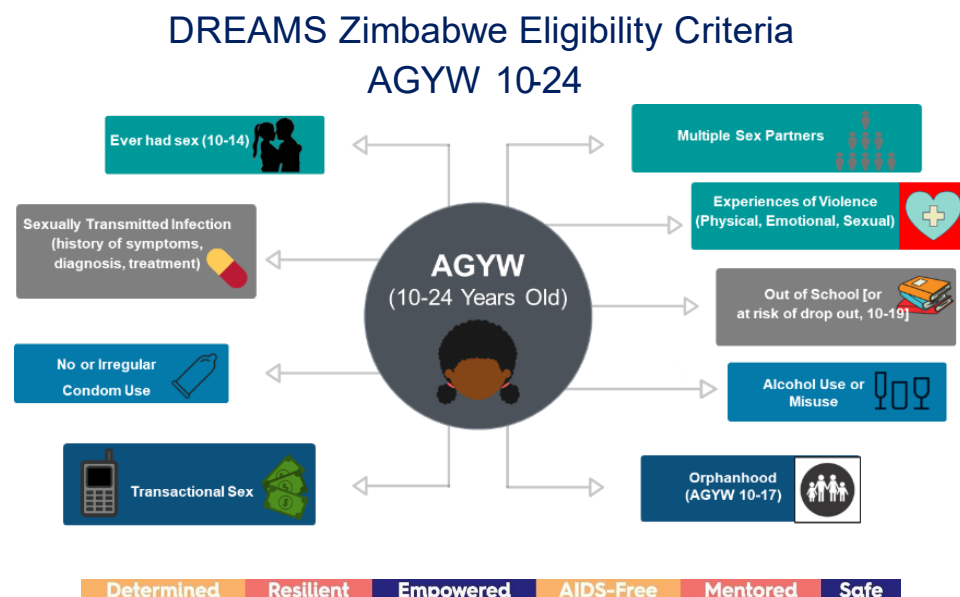 DREAMS Zimbabwe Eligibility Criteria
AGYW 10-24
Ever had sex (10-14)
Sexually Transmitted Infection
(history of symptoms,
diagnosis, treatment)
No or Irregular
Condom Use
Transactional Sex
AGYW
(10-24 Years Old)
Multiple Sex Partners
Experiences of Violence
(Physical, Emotional, Sexual)
Out of School [or
at risk of drop out, 10-19]
Alcohol Use or
Misuse
Orphanhood
(AGYW 10-17)
Determined Resilient Empowered AIDS-Free Mentored Safe